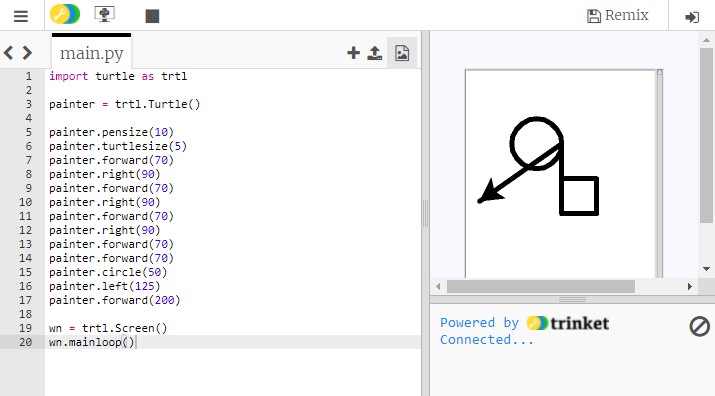 Remix
main.py
1 import turtle as trtl
2
3 painter = trtl.Turtle()
4
5 painter.pensize(10)
6 painter.turtlesize(5)
7 painter.forward(70)
8 painter.right(90)
9 painter.forward(70)
10 painter.right(90)
11 painter.forward(70)
12 painter.right(90)
13 painter.forward(70)
14 painter.forward(70)
15 painter.circle(50)
16 painter.left(125)
17 painter.forward(200)
18
19 wn = trtl.Screen()
20 wn.mainloop()
Powered by trinket
Connected...